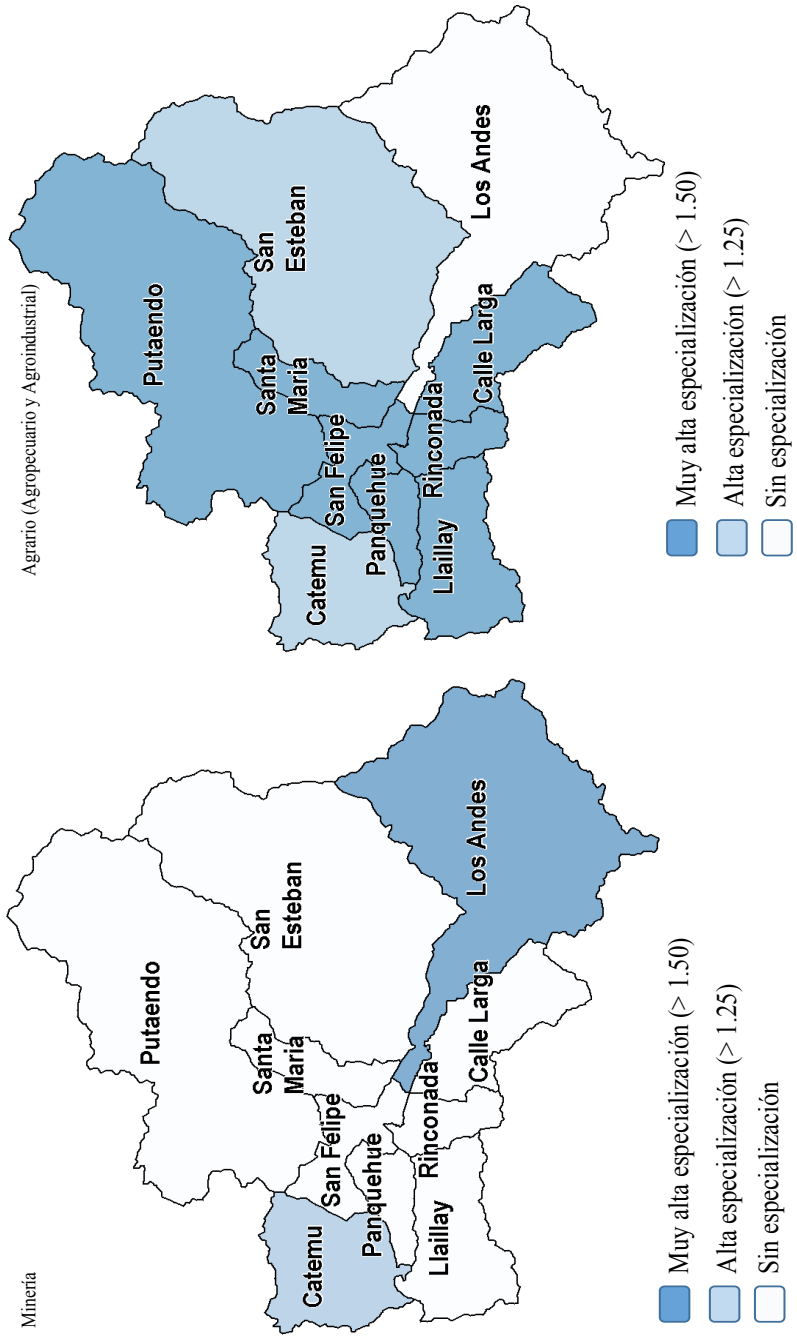 Minería
Putaendo
San
Esteban
Santa
Maria
San Felipe
Catemu
Panquehue
Rinconada
Llaillay
Calle Larga
Los Andes
Muy alta especialización (> 1.50)
Alta especialización (> 1.25)
Sin especialización
Agrario (Agropecuario y Agroindustrial)
Putaendo
San
Esteban
Santa
Maria
San Felipe
Catemu
Panquehue
Rinconada
Llaillay
Calle Larga
Los Andes
Muy alta especialización (> 1.50)
Alta especialización (> 1.25)
Sin especialización